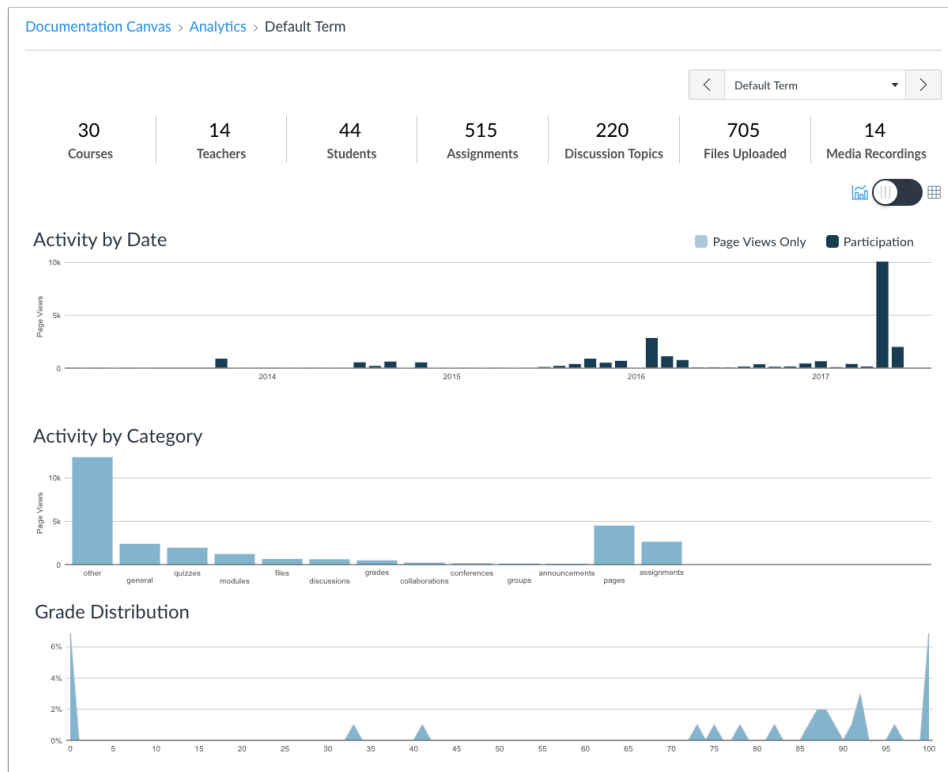 Documentation Canvas > Analytics > Default Term
Default Term
30 14 44 515 220 705 14
Courses Teachers Students Assignments Discussion Topics Files Uploaded Media Recordings
Activity by Date
Page Views Only Participation
Page Views
10k
5k
0
2014 2015 2016 2017
Activity by Category
Page Views
10k
5k
0
other general quizzes modules files discussions grades collaborations conferences groups announcements pages assignments
Grade Distribution
6%
4%
2%
0%
0 5 10 15 20 25 30 35 40 45 50 55 60 65 70 75 80 85 90 95 100